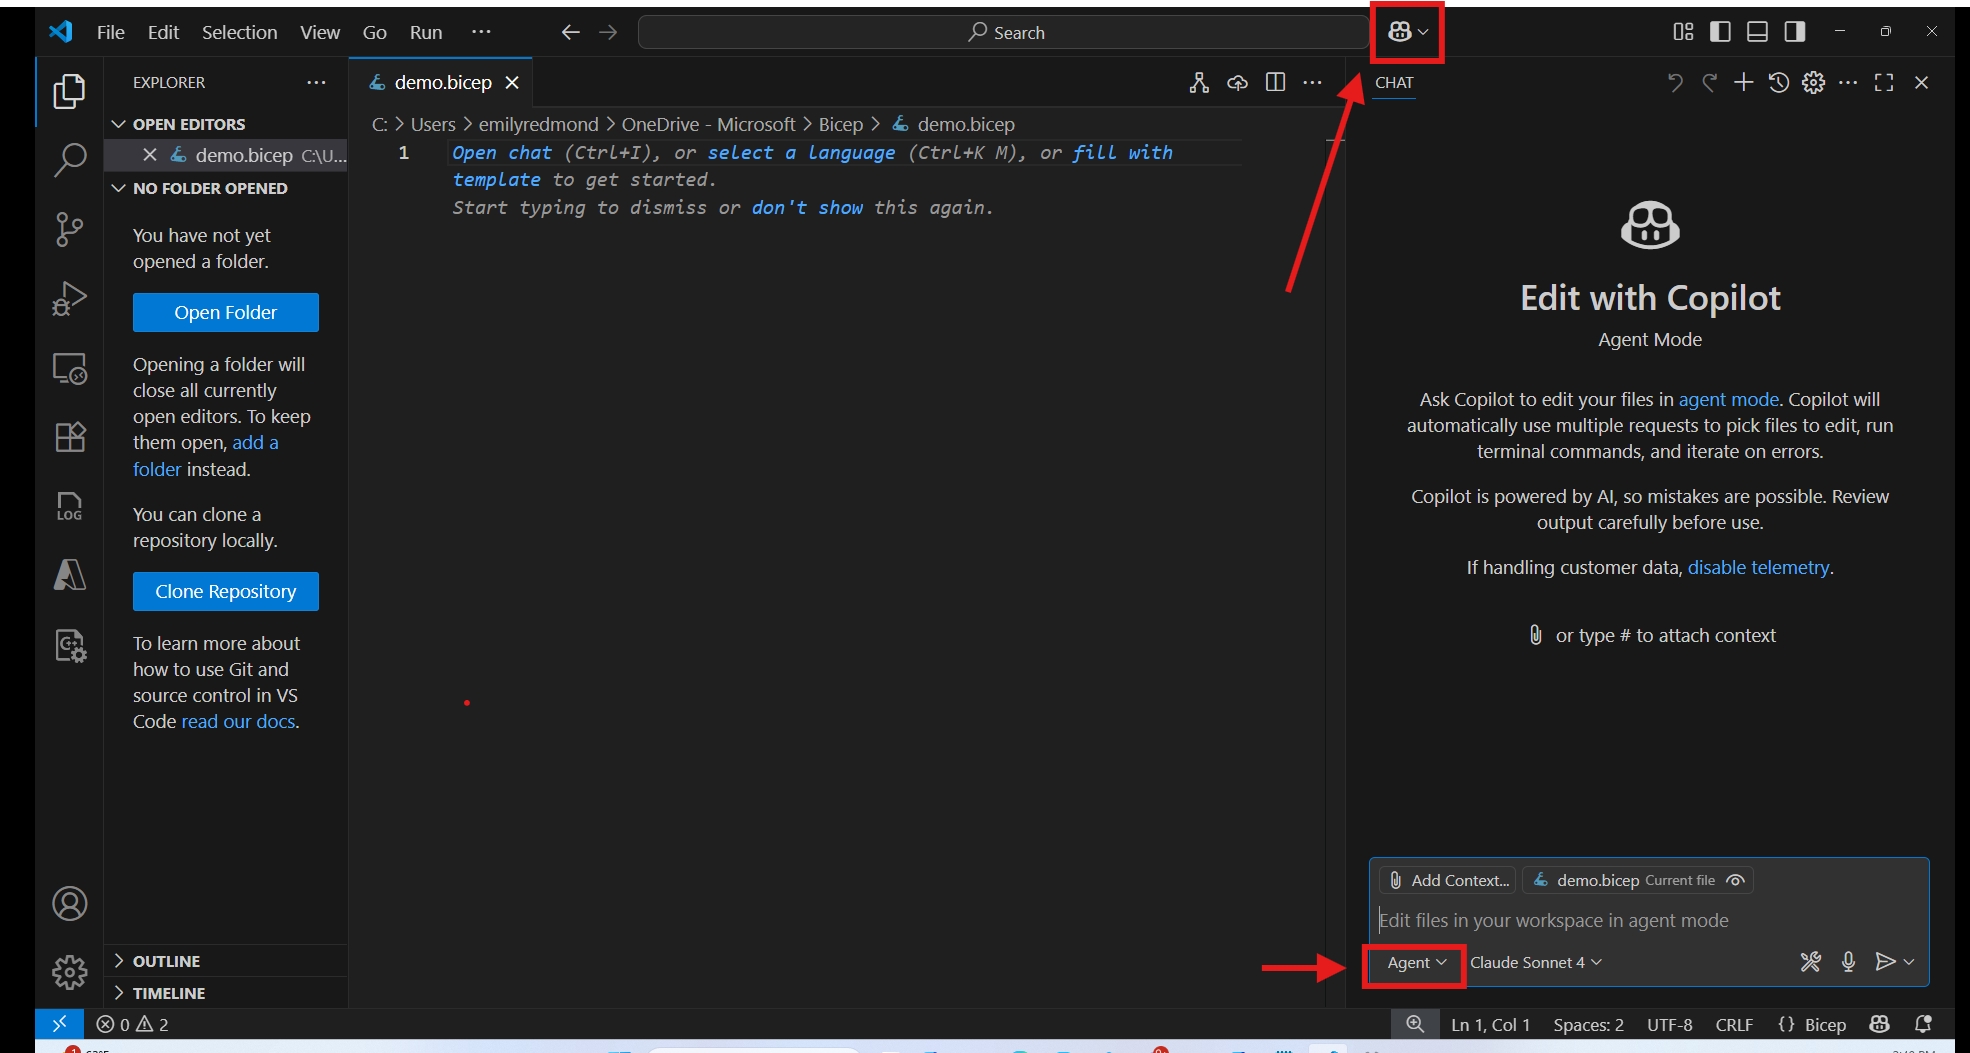 File Edit Selection View Go Run ··· Search
EXPLORER ···
OPEN EDITORS
demo.bicep C:\U...
NO FOLDER OPENED
You have not yet
opened a folder.
Open Folder
Opening a folder will
close all currently
open editors. To keep
them open, add a
folder instead.
You can clone a
repository locally.
Clone Repository
To learn more about
how to use Git and
source control in VS
Code read our docs.
OUTLINE
TIMELINE
LOG
demo.bicep
C: > Users > emilyredmond > OneDrive - Microsoft > Bicep > demo.bicep
1 Open chat (Ctrl+I), or select a language (Ctrl+K M), or fill with
template to get started.
Start typing to dismiss or don't show this again.
CHAT
Edit with Copilot
Agent Mode
Ask Copilot to edit your files in agent mode. Copilot will
automatically use multiple requests to pick files to edit, run
terminal commands, and iterate on errors.
Copilot is powered by AI, so mistakes are possible. Review
output carefully before use.
If handling customer data, disable telemetry.
or type # to attach context
Add Context... demo.bicep Current file
Edit files in your workspace in agent mode
Agent Claude Sonnet 4
0 2 Ln 1, Col 1 Spaces: 2 UTF-8 CRLF {} Bicep